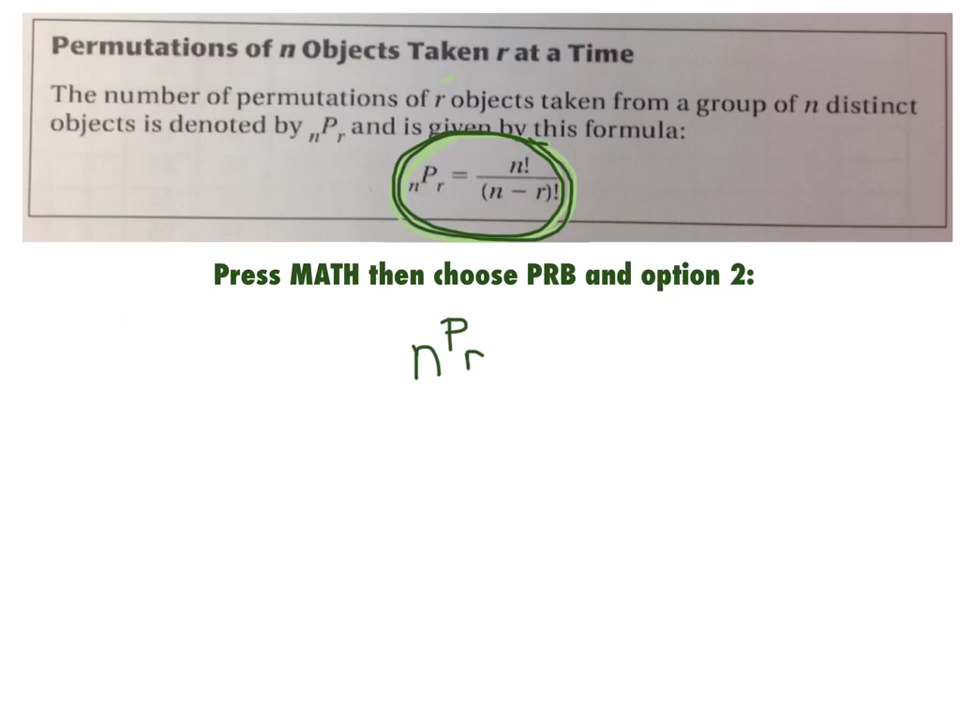 Permutations of n Objects Taken r at a Time
The number of permutations of r objects taken from a group of n distinct
objects is denoted by nPr and is given by this formula:
nPr = n! / (n − r)!
Press MATH then choose PRB and option 2:
nPr